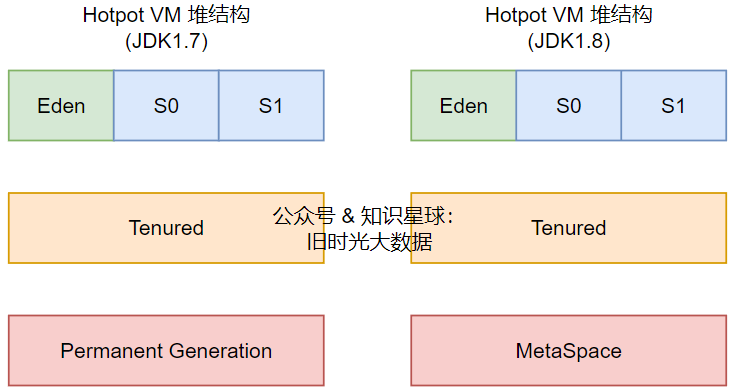 Hotpot VM 堆结构
(JDK1.7)
Hotpot VM 堆结构
(JDK1.8)
Eden
S0
S1
Eden
S0
S1
Tenured
公众号 & 知识星球：
旧时光大数据
Tenured
Permanent Generation
MetaSpace